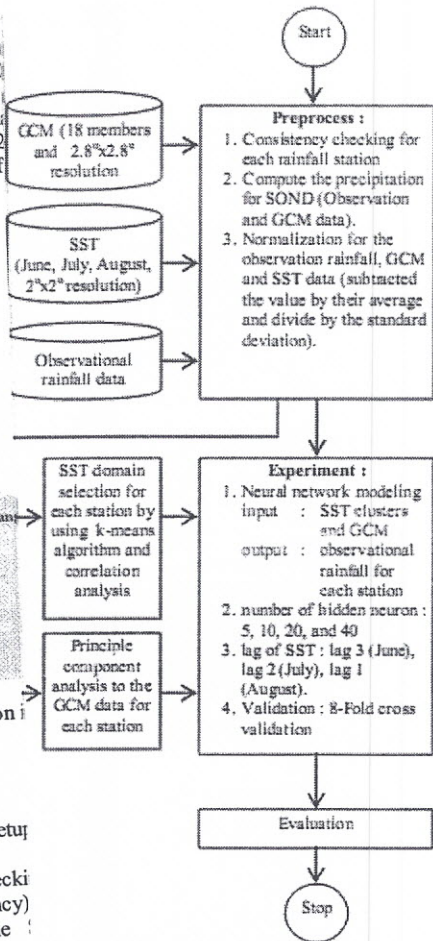 Start
GCM (18 members
and 2.8°x2.8°
resolution
SST
(June, July, August,
2°x2° resolution)
Observational
rainfall data
Preprocess :
1. Consistency checking for
each rainfall station
2. Compute the precipitation
for SOND (Observation
and GCM data).
3. Normalization for the
observation rainfall, GCM
and SST data (subtracted
the value by their average
and divide by the standard
deviation).
SST domain
selection for
each station by
using k-means
algorithm and
correlation
analysis
Principle
component
analysis to the
GCM data for
each station
Experiment :
1. Neural network modeling
input : SST clusters
and GCM
output : observational
rainfall for
each station
2. number of hidden neuron :
5, 10, 20, and 40
3. lag of SST : lag 3 (June),
lag 2 (July), lag 1
(August).
4. Validation : 8-Fold cross
validation
Evaluation
Stop